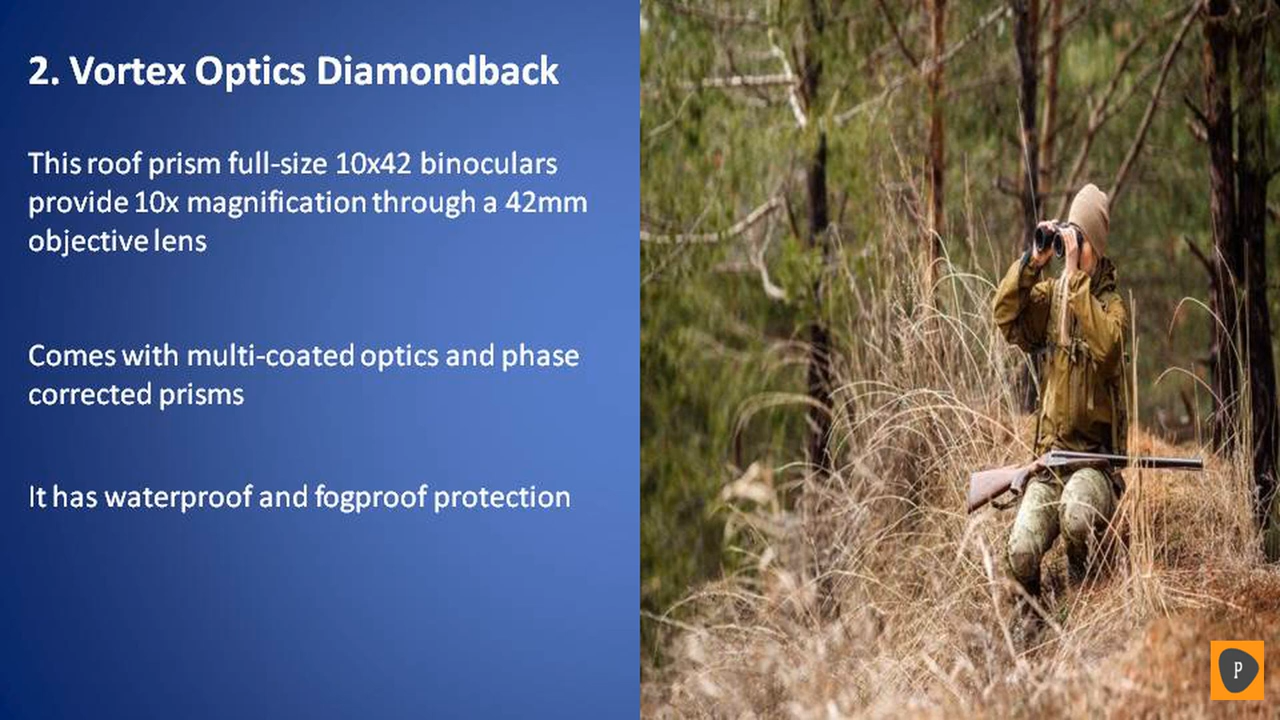 2. Vortex Optics Diamondback
This roof prism full-size 10x42 binoculars
provide 10x magnification through a 42mm
objective lens
Comes with multi-coated optics and phase
corrected prisms
It has waterproof and fogproof protection
P